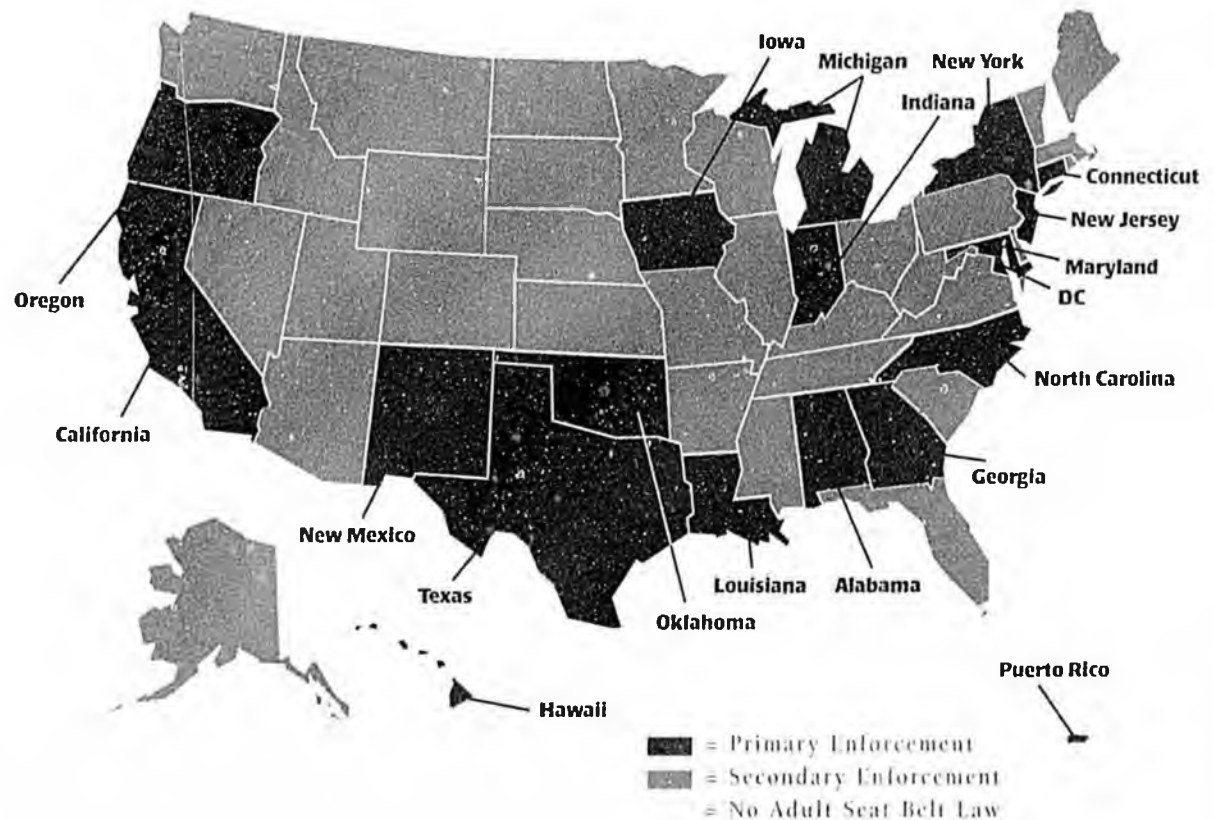 Iowa
Michigan
New York
Indiana
Connecticut
New Jersey
Maryland
DC
Oregon
North Carolina
California
Georgia
New Mexico
Texas
Louisiana
Alabama
Oklahoma
Puerto Rico
Hawaii
= Primary Enforcement
= Secondary Enforcement
= No Adult Seat Belt Law